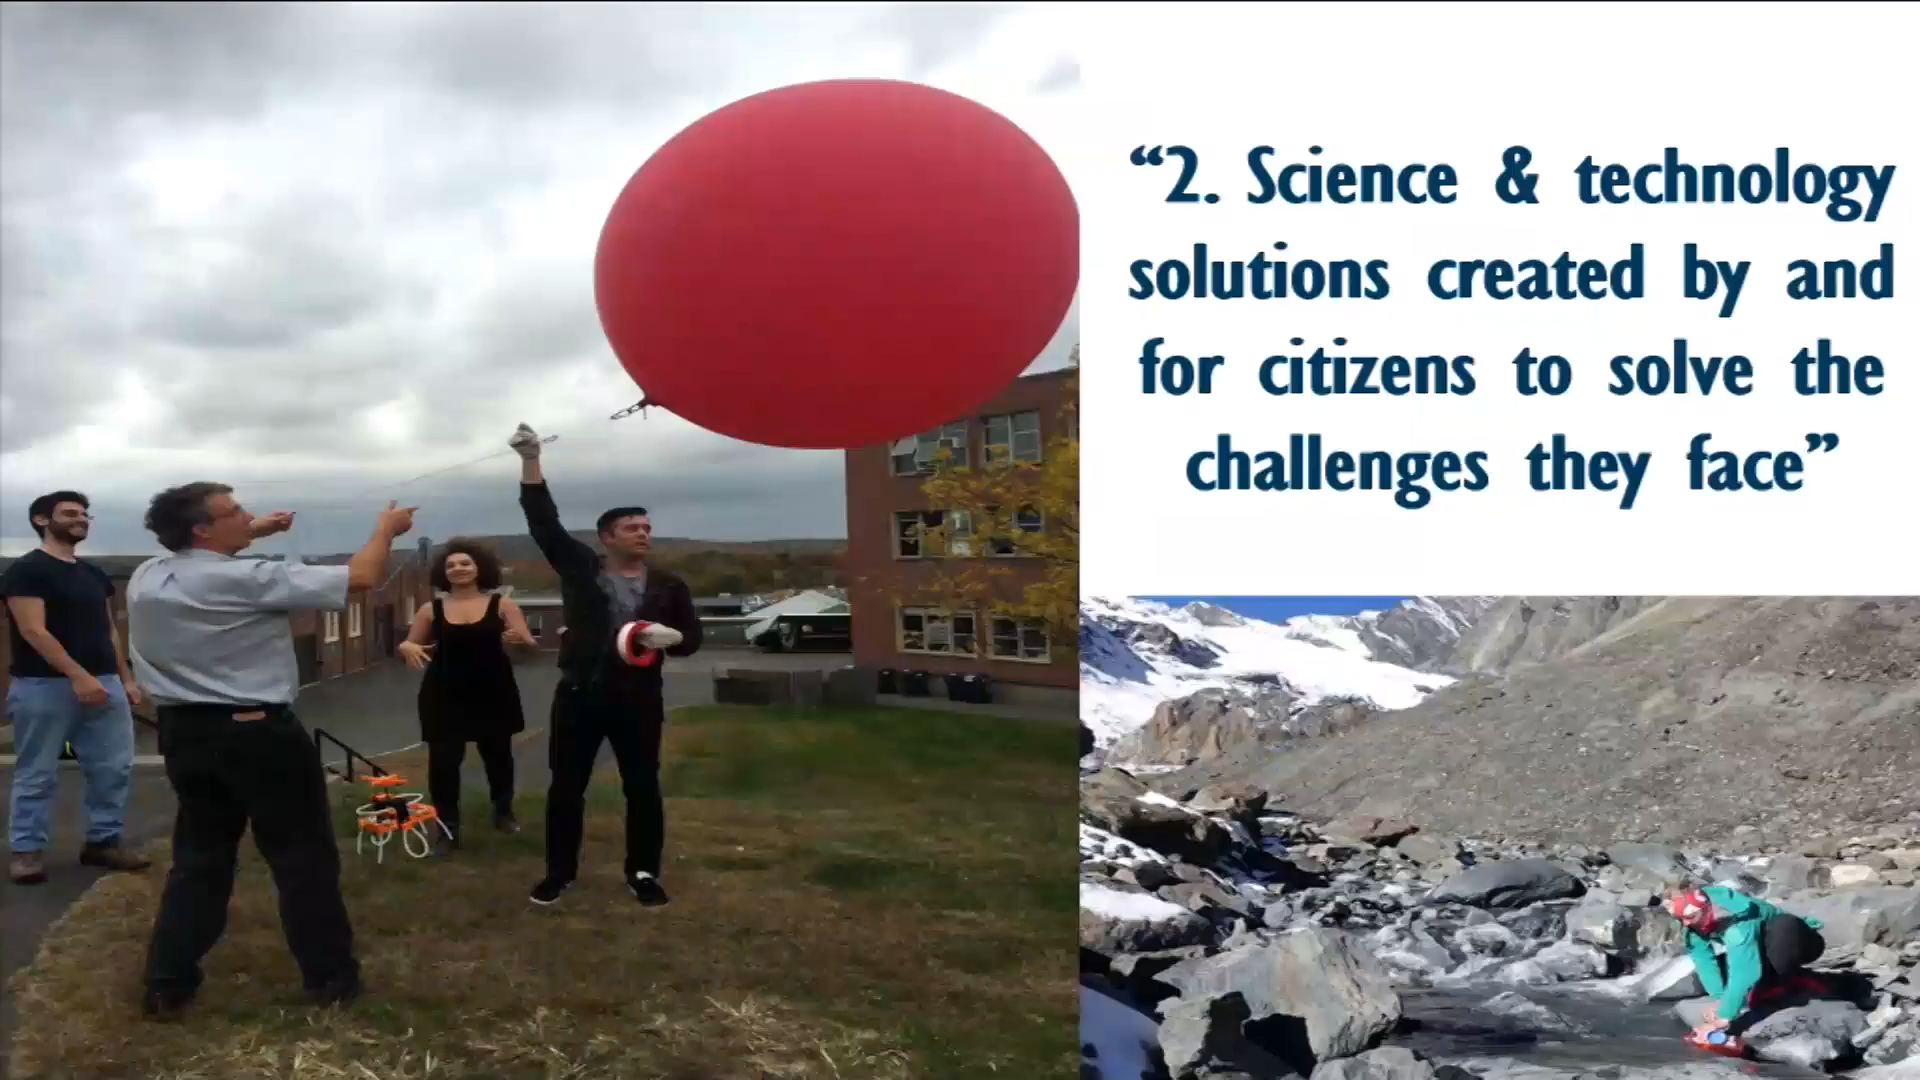 “2. Science & technology
solutions created by and
for citizens to solve the
challenges they face”